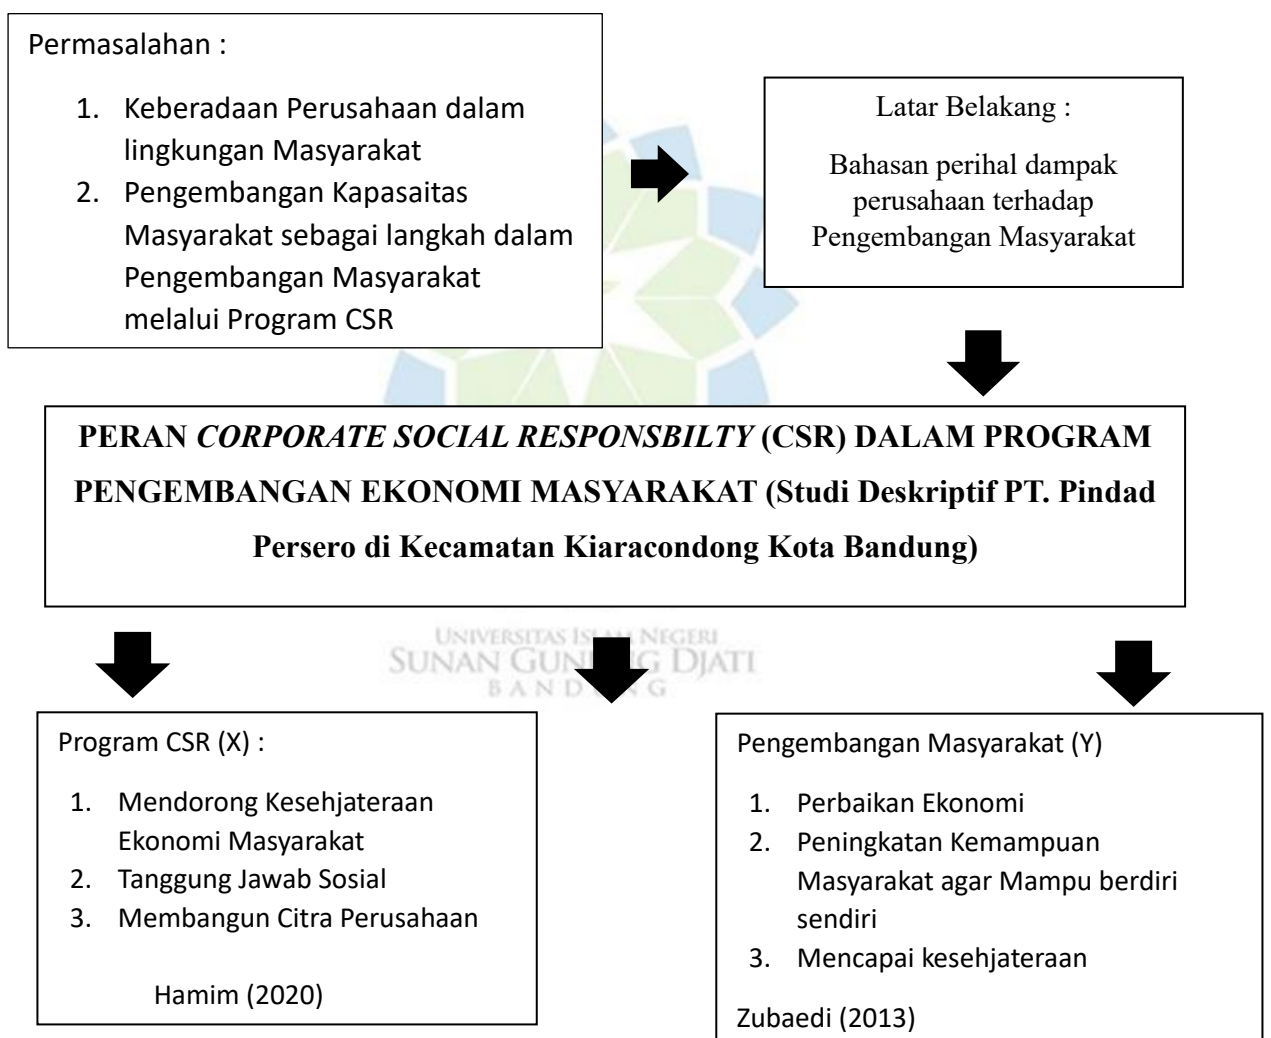 Permasalahan :
1. Keberadaan Perusahaan dalam
lingkungan Masyarakat
2. Pengembangan Kapasaitas
Masyarakat sebagai langkah dalam
Pengembangan Masyarakat
melalui Program CSR
Latar Belakang :
Bahasan perihal dampak
perusahaan terhadap
Pengembangan Masyarakat
PERAN CORPORATE SOCIAL RESPONSBILTY (CSR) DALAM PROGRAM
PENGEMBANGAN EKONOMI MASYARAKAT (Studi Deskriptif PT. Pindad
Persero di Kecamatan Kiaracondong Kota Bandung)
UNIVERSITAS NEGERI
SUNAN DJATI
Program CSR (X) :
1. Mendorong Kesehjateraan
Ekonomi Masyarakat
2. Tanggung Jawab Sosial
3. Membangun Citra Perusahaan
Hamim (2020)
Pengembangan Masyarakat (Y)
1. Perbaikan Ekonomi
2. Peningkatan Kemampuan
Masyarakat agar Mampu berdiri
sendiri
3. Mencapai kesehjateraan
Zubaedi (2013)